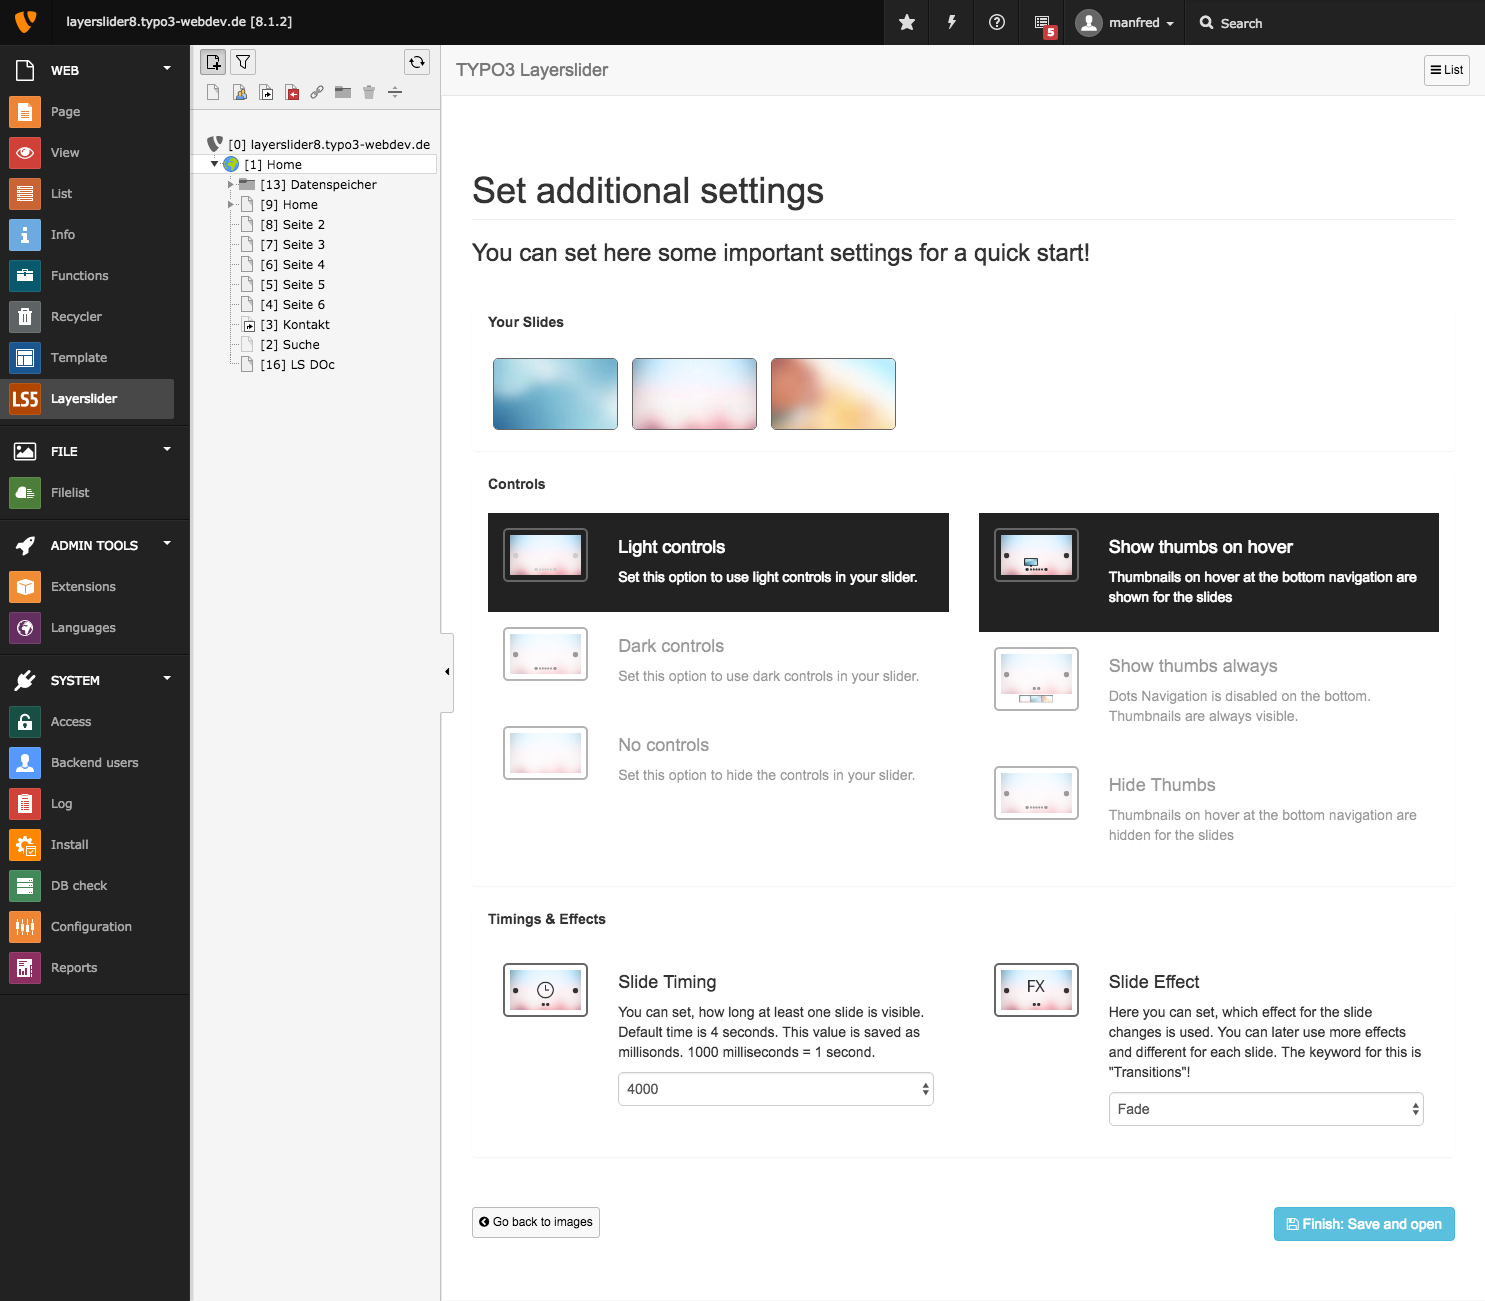 layerslider8.typo3-webdev.de [8.1.2]
5
manfred
Search
WEB
Page
View
List
Info
Functions
Recycler
Template
LS5
Layerslider
FILE
Filelist
ADMIN TOOLS
Extensions
Languages
SYSTEM
Access
Backend users
Log
Install
DB check
Configuration
Reports
[0] layerslider8.typo3-webdev.de
[1] Home
[13] Datenspeicher
[9] Home
[8] Seite 2
[7] Seite 3
[6] Seite 4
[5] Seite 5
[4] Seite 6
[3] Kontakt
[2] Suche
[16] LS DOc
TYPO3 Layerslider
List
Set additional settings
You can set here some important settings for a quick start!
Your Slides
Controls
Light controls
Set this option to use light controls in your slider.
Dark controls
Set this option to use dark controls in your slider.
No controls
Set this option to hide the controls in your slider.
Show thumbs on hover
Thumbnails on hover at the bottom navigation are
shown for the slides
Show thumbs always
Dots Navigation is disabled on the bottom.
Thumbnails are always visible.
Hide Thumbs
Thumbnails on hover at the bottom navigation are
hidden for the slides
Timings & Effects
Slide Timing
You can set, how long at least one slide is visible.
Default time is 4 seconds. This value is saved as
millisonds. 1000 milliseconds = 1 second.
4000
FX
Slide Effect
Here you can set, which effect for the slide
changes is used. You can later use more effects
and different for each slide. The keyword for this is
"Transitions"!
Fade
Go back to images
Finish: Save and open